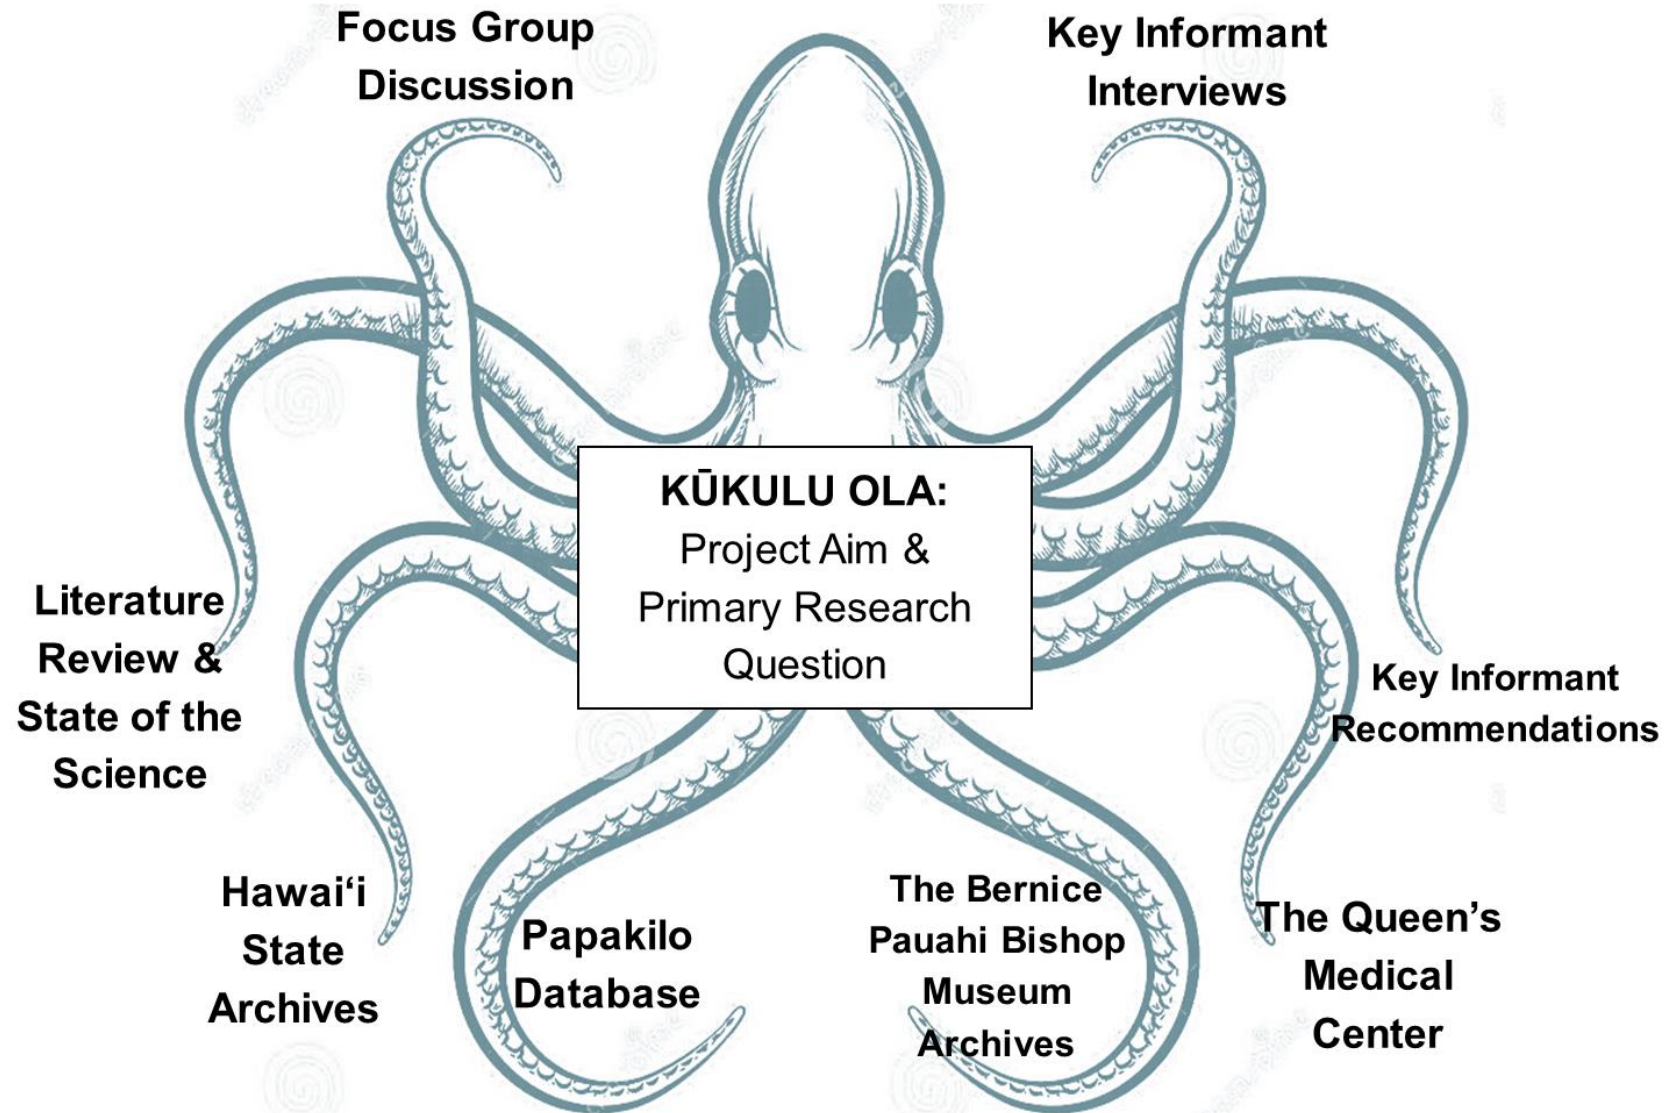 Focus Group
Discussion
Key Informant
Interviews
KŪKULU OLA:
Project Aim &
Primary Research
Question
Literature
Review &
State of the
Science
Key Informant
Recommendations
Hawaiʻi
State
Archives
Papakilo
Database
The Bernice
Pauahi Bishop
Museum
Archives
The Queen’s
Medical
Center